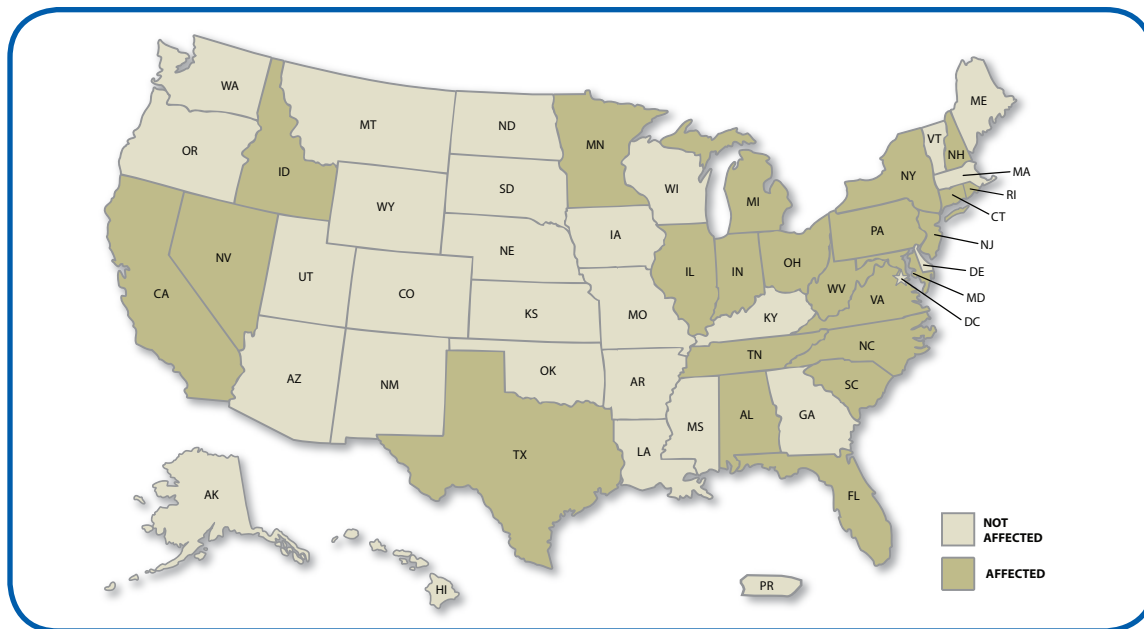 WA
MT
ND
MN
ME
VT
NH
OR
ID
SD
WI
NY
MA
RI
CT
WY
MI
IA
PA
NJ
NE
NV
UT
CO
IL
IN
OH
DE
WV
VA
MD
CA
KS
MO
KY
DC
TN
NC
AZ
NM
OK
AR
SC
MS
AL
GA
TX
LA
AK
FL
NOT
AFFECTED
AFFECTED
HI
PR